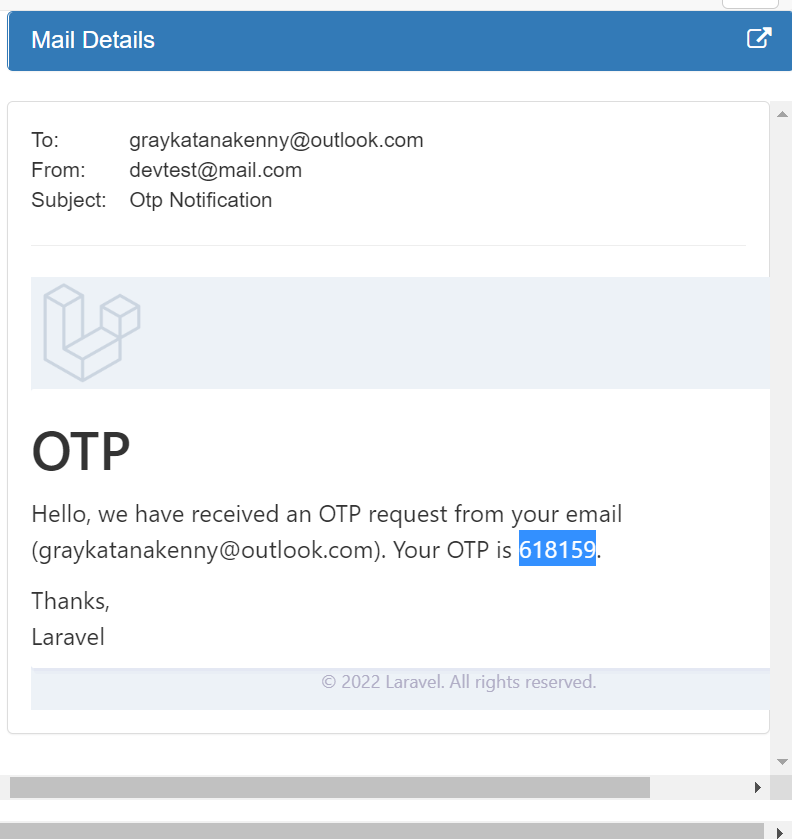 Mail Details
To: graykatanakenny@outlook.com
From: devtest@mail.com
Subject: Otp Notification
OTP
Hello, we have received an OTP request from your email
(graykatanakenny@outlook.com). Your OTP is 618159.
Thanks,
Laravel
© 2022 Laravel. All rights reserved.